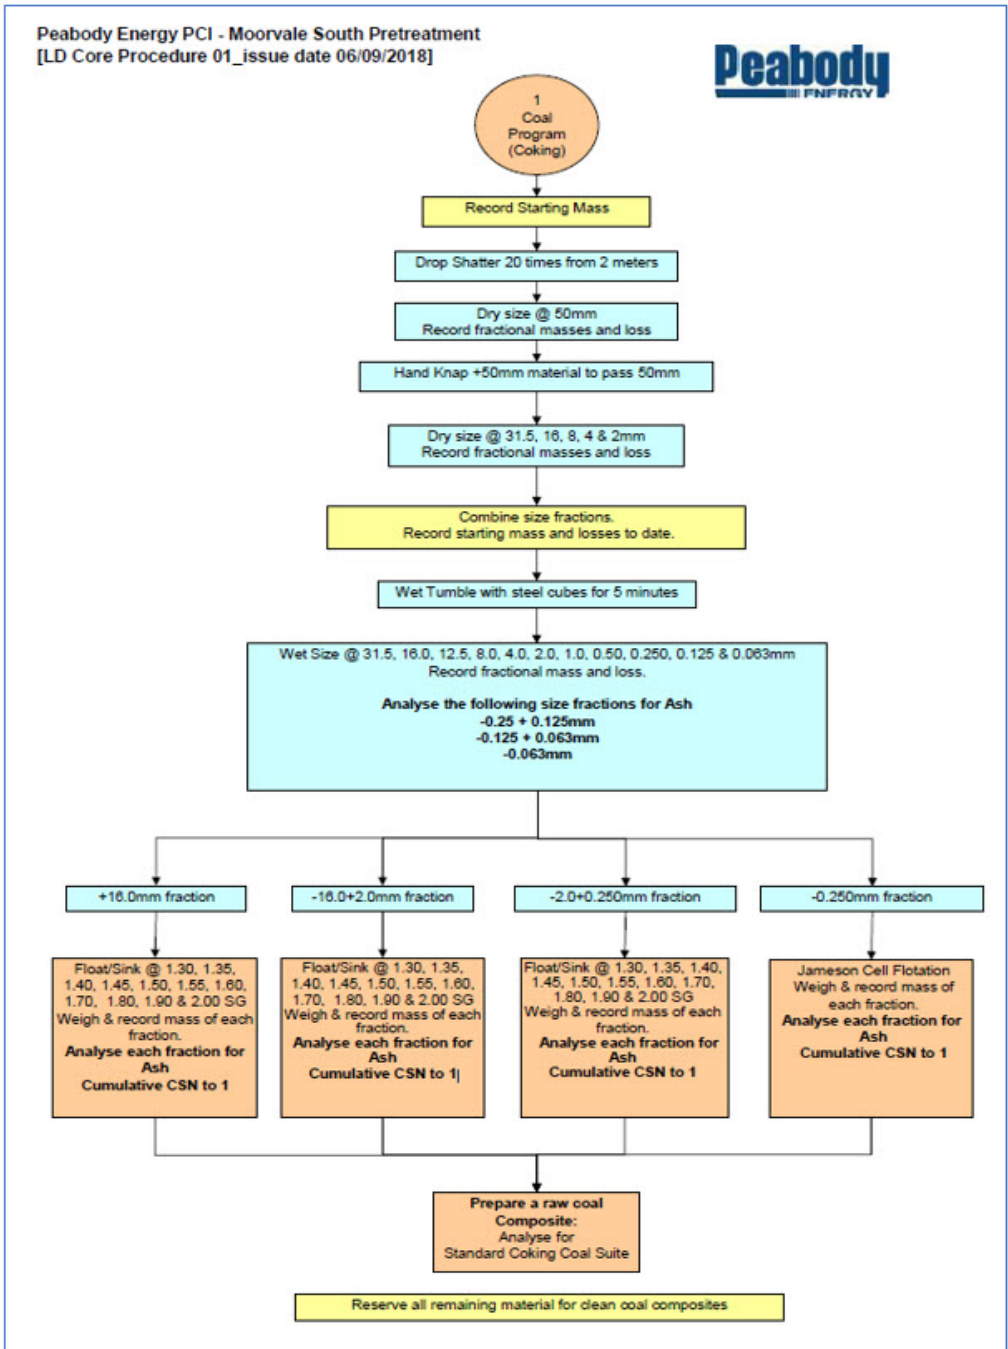 Peabody Energy PCI - Moorvale South Pretreatment
[LD Core Procedure 01_issue date 06/09/2018]
Peabody
ENERGY
1
Coal
Program
(Coking)
Record Starting Mass
Drop Shatter 20 times from 2 meters
Dry size @ 50mm
Record fractional masses and loss
Hand Knap +50mm material to pass 50mm
Dry size @ 31.5, 16, 8, 4 & 2mm
Record fractional masses and loss
Combine size fractions.
Record starting mass and losses to date.
Wet Tumble with steel cubes for 5 minutes
Wet Size @ 31.5, 16.0, 12.5, 8.0, 4.0, 2.0, 1.0, 0.50, 0.250, 0.125 & 0.063mm
Record fractional mass and loss.
Analyse the following size fractions for Ash
-0.25 + 0.125mm
-0.125 + 0.063mm
-0.063mm
+16.0mm fraction
-16.0+2.0mm fraction
-2.0+0.250mm fraction
-0.250mm fraction
Float/Sink @ 1.30, 1.35,
1.40, 1.45, 1.50, 1.55, 1.60,
1.70, 1.80, 1.90 & 2.00 SG
Weigh & record mass of each
fraction.
Analyse each fraction for
Ash
Cumulative CSN to 1
Float/Sink @ 1.30, 1.35,
1.40, 1.45, 1.50, 1.55, 1.60,
1.70, 1.80, 1.90 & 2.00 SG
Weigh & record mass of each
fraction.
Analyse each fraction for
Ash
Cumulative CSN to 1
Float/Sink @ 1.30, 1.35, 1.40,
1.45, 1.50, 1.55, 1.60, 1.70,
1.80, 1.90 & 2.00 SG
Weigh & record mass of each
fraction.
Analyse each fraction for
Ash
Cumulative CSN to 1
Jameson Cell Flotation
Weigh & record mass of
each fraction.
Analyse each fraction for
Ash
Cumulative CSN to 1
Prepare a raw coal
Composite:
Analyse for
Standard Coking Coal Suite
Reserve all remaining material for clean coal composites